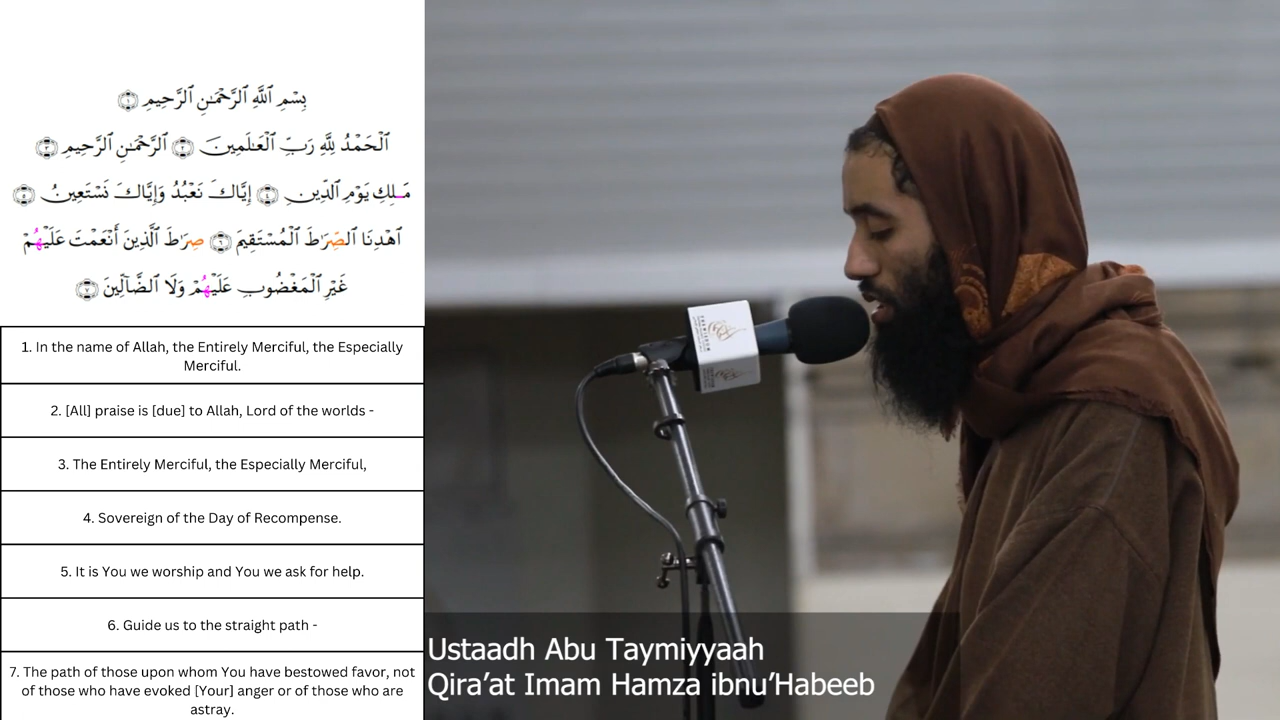 بِسْمِ ٱللَّهِ ٱلرَّحْمَٰنِ ٱلرَّحِيمِ ١
ٱلْحَمْدُ لِلَّهِ رَبِّ ٱلْعَٰلَمِينَ ٢ ٱلرَّحْمَٰنِ ٱلرَّحِيمِ ٣
مَلِكِ يَوْمِ ٱلدِّينِ ٤ إِيَّاكَ نَعْبُدُ وَإِيَّاكَ نَسْتَعِينُ ٥
ٱهْدِنَا ٱلصِّرَٰطَ ٱلْمُسْتَقِيمَ ٦ صِرَٰطَ ٱلَّذِينَ أَنْعَمْتَ عَلَيْهُمْ
غَيْرِ ٱلْمَغْضُوبِ عَلَيْهُمْ وَلَا ٱلضَّآلِّينَ ٧
1. In the name of Allah, the Entirely Merciful, the Especially
Merciful.
2. [All] praise is [due] to Allah, Lord of the worlds -
3. The Entirely Merciful, the Especially Merciful,
4. Sovereign of the Day of Recompense.
5. It is You we worship and You we ask for help.
6. Guide us to the straight path -
7. The path of those upon whom You have bestowed favor, not
of those who have evoked [Your] anger or of those who are
astray.
Ustaadh Abu Taymiyyaah
Qira’at Imam Hamza ibnu’Habeeb